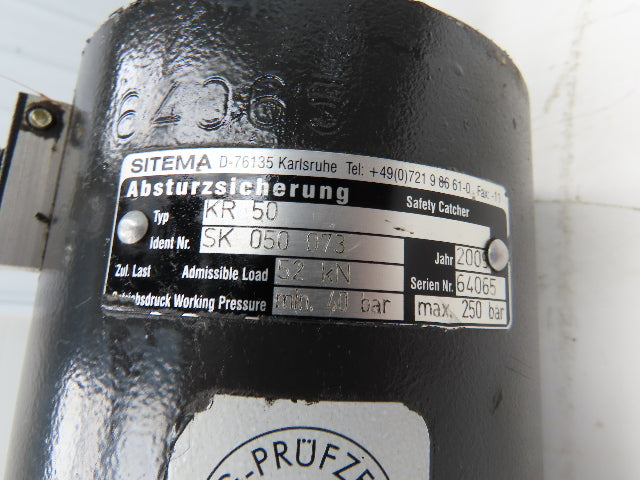 64065
SITEMA D-76135 Karlsruhe Tel: +49(0)721 9 86 61-0, Fax: -11
Absturzsicherung Safety Catcher
Typ KR 50
Ident Nr. SK 050 073 Jahr
Zul. Last Admissible Load 52 kN Serien Nr. 64065
Working Pressure min. 40 bar max. 250 bar